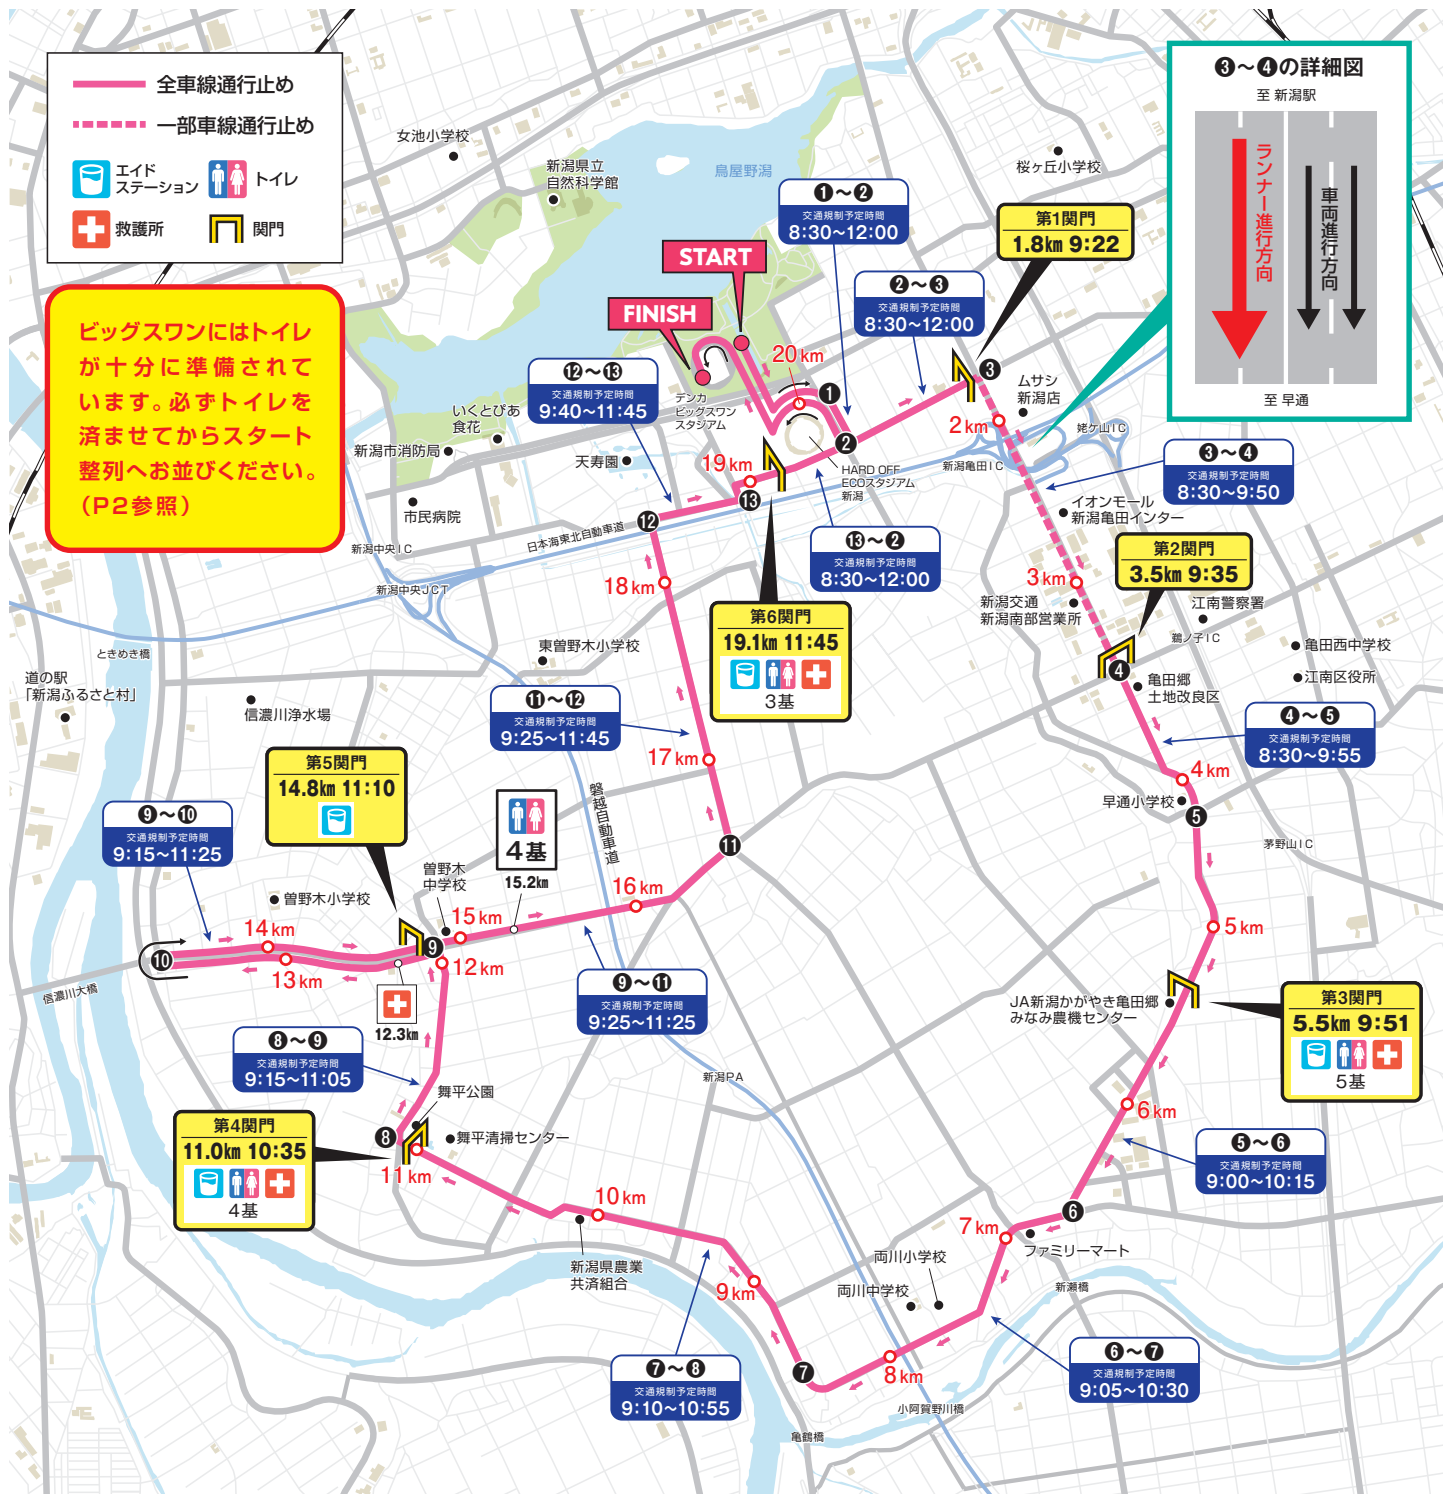 全車線通行止め
一部車線通行止め
エイド
ステーション
トイレ
救護所
関門
ビッグスワンにはトイレ
が十分に準備されて
います。必ずトイレを
済ませてからスタート
整列へお並びください。
（P2参照）
❸〜❹の詳細図
至 新潟駅
ランナー進行方向
車両進行方向
至 早通
女池小学校
新潟県立
自然科学館
鳥屋野潟
桜ヶ丘小学校
❶〜❷
交通規制予定時間
8:30〜12:00
第1関門
1.8km 9:22
START
FINISH
❷〜❸
交通規制予定時間
8:30〜12:00
20km
❶
❷
❸
ムサシ
新潟店
2km
姥ケ山IC
新潟亀田IC
⓬〜⓭
交通規制予定時間
9:40〜11:45
デンカ
ビッグスワン
スタジアム
いくとぴあ
食花
新潟市消防局
天寿園
市民病院
19km
HARD OFF
ECOスタジアム
新潟
⓭
⓬
❸〜❹
交通規制予定時間
8:30〜9:50
イオンモール
新潟亀田インター
日本海東北自動車道
新潟中央IC
新潟中央JCT
⓭〜❷
交通規制予定時間
8:30〜12:00
第2関門
3.5km 9:35
3km
新潟交通
新潟南部営業所
江南警察署
鵜ノ子IC
亀田西中学校
江南区役所
18km
第6関門
19.1km 11:45
3基
東曽野木小学校
ときめき橋
道の駅
「新潟ふるさと村」
信濃川浄水場
❹
亀田郷
土地改良区
⓫〜⓬
交通規制予定時間
9:25〜11:45
❹〜❺
交通規制予定時間
8:30〜9:55
第5関門
14.8km 11:10
17km
4km
早通小学校
❺
茅野山IC
❾〜❿
交通規制予定時間
9:15〜11:25
4基
15.2km
磐越自動車道
⓫
曽野木
中学校
曽野木小学校
16km
15km
14km
❾
❿
13km
12km
信濃川大橋
12.3km
5km
❾〜⓫
交通規制予定時間
9:25〜11:25
JA新潟かがやき亀田郷
みなみ農機センター
第3関門
5.5km 9:51
5基
❽〜❾
交通規制予定時間
9:15〜11:05
新潟PA
舞平公園
6km
第4関門
11.0km 10:35
4基
❽
舞平清掃センター
11km
❺〜❻
交通規制予定時間
9:00〜10:15
10km
❻
7km
ファミリーマート
新潟県農業
共済組合
両川小学校
両川中学校
新瀬橋
9km
❻〜❼
交通規制予定時間
9:05〜10:30
❼〜❽
交通規制予定時間
9:10〜10:55
❼
8km
小阿賀野川橋
亀鶴橋